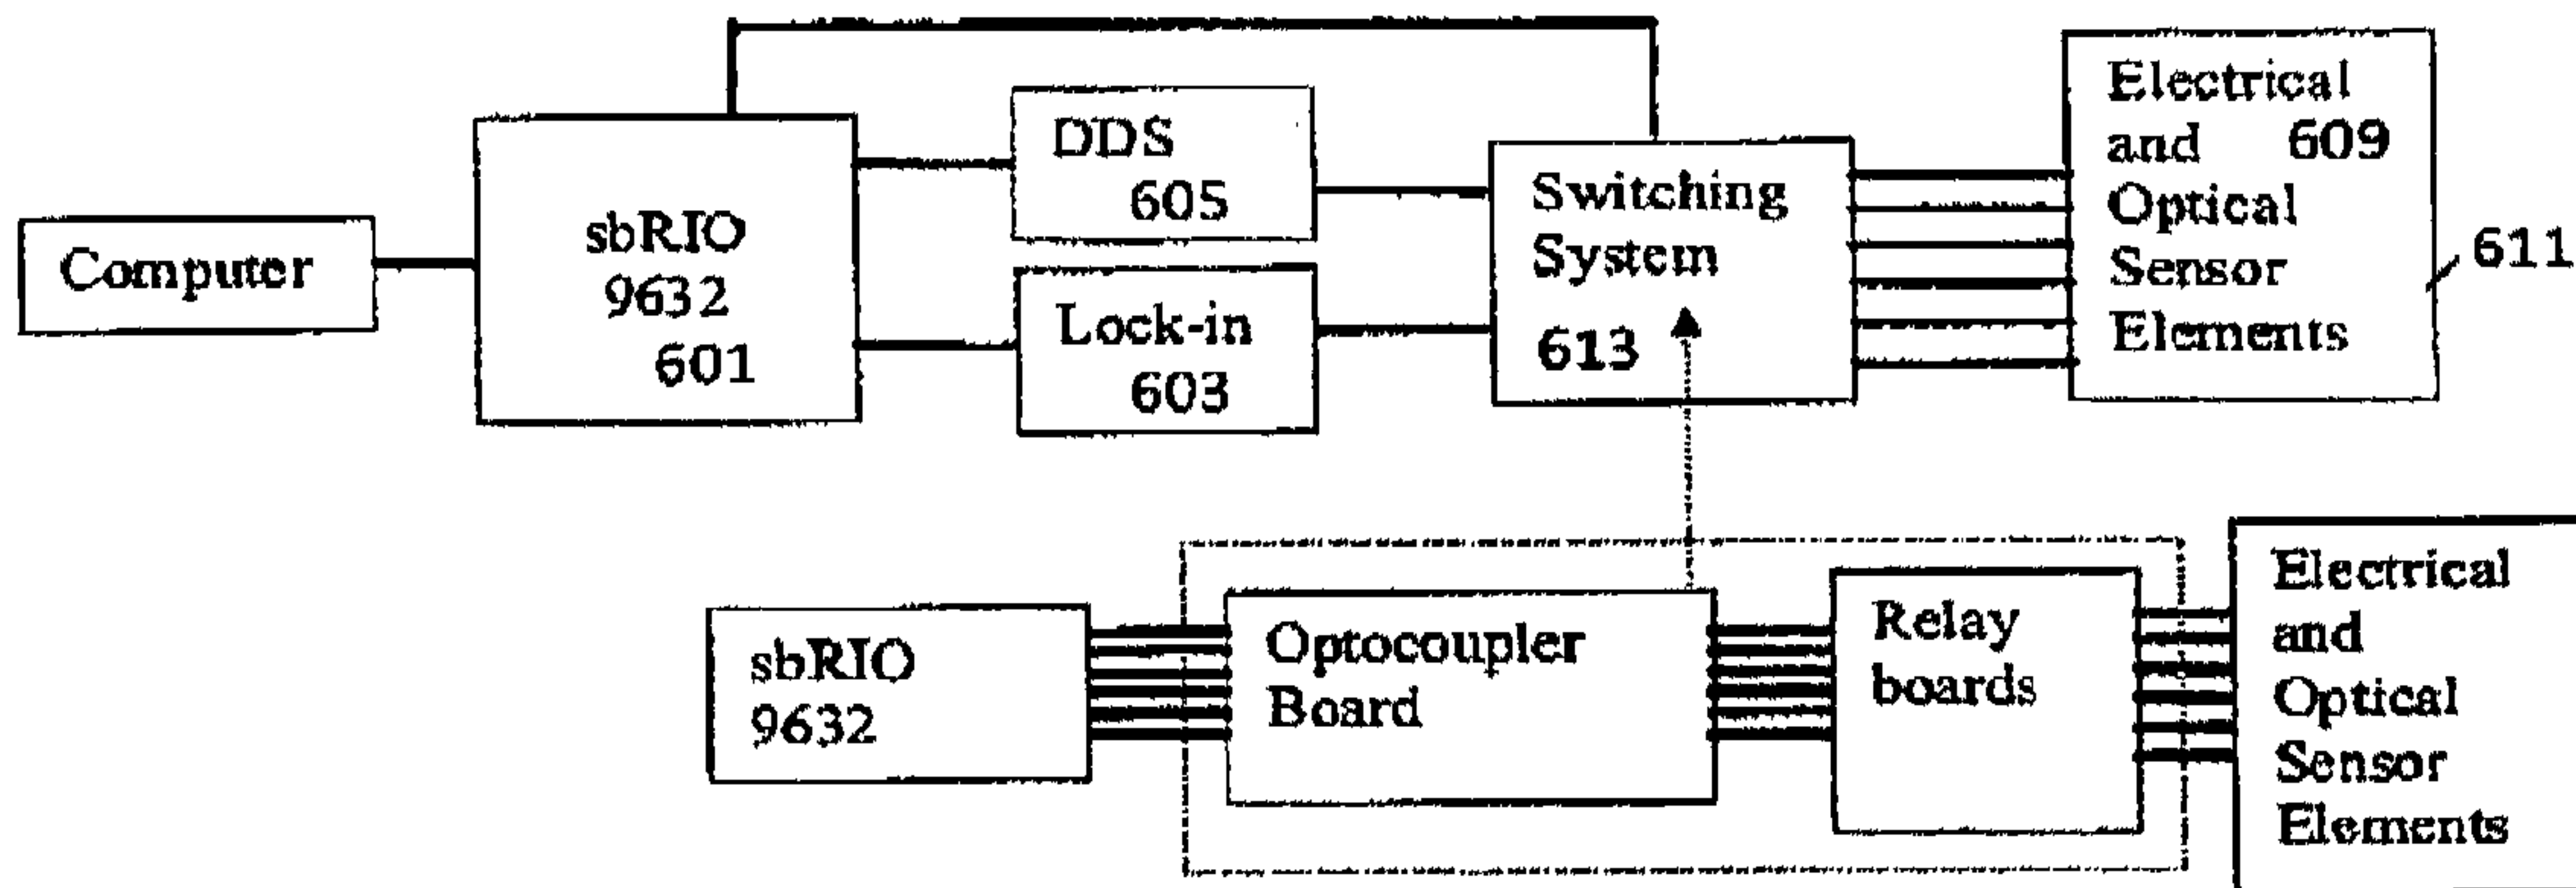 Computer
sbRIO
9632
601
DDS
605
Lock-in
603
Switching
System
613
Electrical
and 609
Optical
Sensor
Elements
611
sbRIO
9632
Optocoupler
Board
Relay
boards
Electrical
and
Optical
Sensor
Elements